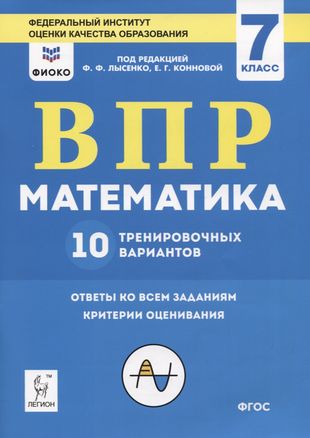 ФЕДЕРАЛЬНЫЙ ИНСТИТУТ
ОЦЕНКИ КАЧЕСТВА ОБРАЗОВАНИЯ
ФИОКО
ПОД РЕДАКЦИЕЙ
Ф. Ф. ЛЫСЕНКО, Е. Г. КОННОВОЙ
7
КЛАСС
ВПР
МАТЕМАТИКА
10 ТРЕНИРОВОЧНЫХ
ВАРИАНТОВ
ОТВЕТЫ КО ВСЕМ ЗАДАНИЯМ
КРИТЕРИИ ОЦЕНИВАНИЯ
ЛЕГИОН
TM
ФГОС